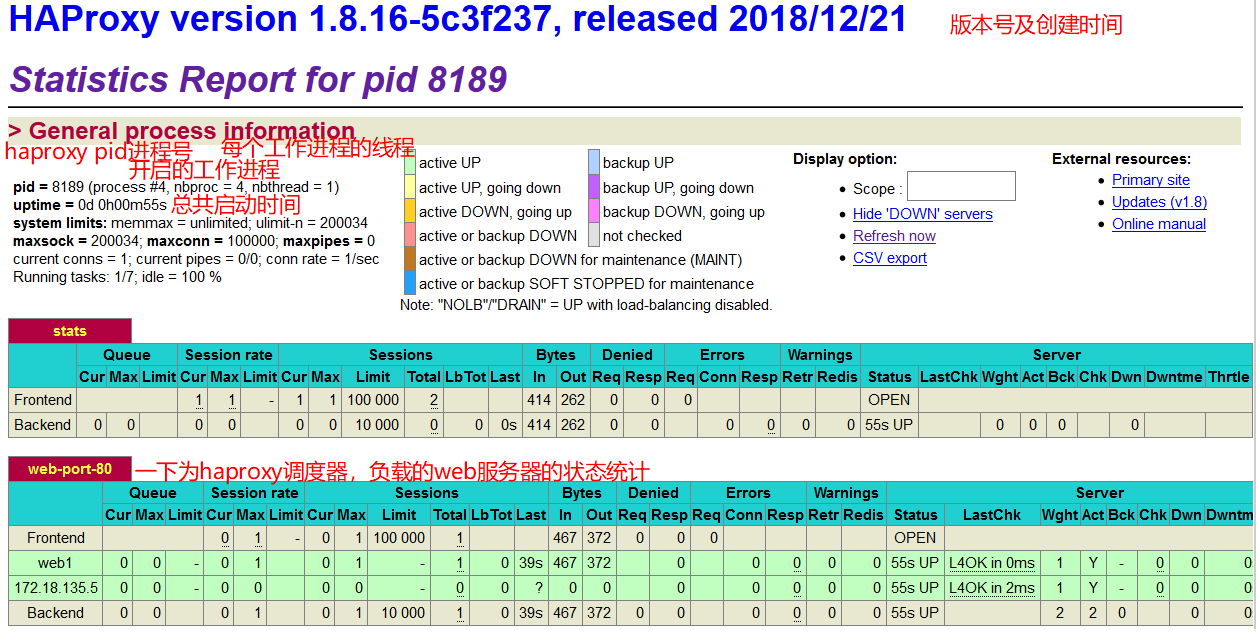 HAProxy version 1.8.16-5c3f237, released 2018/12/21
版本号及创建时间
Statistics Report for pid 8189
> General process information
haproxy pid进程号
每个工作进程的线程
开启的工作进程
pid = 8189 (process #4, nbproc = 4, nbthread = 1)
uptime = 0d 0h00m55s
总共启动时间
system limits: memmax = unlimited; ulimit-n = 200034
maxsock = 200034; maxconn = 100000; maxpipes = 0
current conns = 1; current pipes = 0/0; conn rate = 1/sec
Running tasks: 1/7; idle = 100 %
active UP
backup UP
active UP, going down
backup UP, going down
active DOWN, going up
backup DOWN, going up
active or backup DOWN
not checked
active or backup DOWN for maintenance (MAINT)
active or backup SOFT STOPPED for maintenance
Note: "NOLB"/"DRAIN" = UP with load-balancing disabled.
Display option:
Scope :
Hide 'DOWN' servers
Refresh now
CSV export
External resources:
Primary site
Updates (v1.8)
Online manual
stats
Queue Session rate Sessions Bytes Denied Errors Warnings Server
Cur Max Limit Cur Max Limit Cur Max Limit Total LbTot Last In Out Req Resp Req Conn Resp Retr Redis Status LastChk Wght Act Bck Chk Dwn Dwntme Thrtle
Frontend 1 1 - 1 1 100 000 2 414 262 0 0 0 OPEN
Backend 0 0 0 0 0 0 10 000 0 0 0s 414 262 0 0 0 0 0 0 55s UP 0 0 0 0
web-port-80
一下为haproxy调度器，负载的web服务器的状态统计
Queue Session rate Sessions Bytes Denied Errors Warnings Server
Cur Max Limit Cur Max Limit Cur Max Limit Total LbTot Last In Out Req Resp Req Conn Resp Retr Redis Status LastChk Wght Act Bck Chk Dwn Dwntm
Frontend 0 1 - 0 1 100 000 1 467 372 0 0 0 OPEN
web1 0 0 - 0 1 0 1 - 1 1 39s 467 372 0 0 0 0 0 55s UP L4OK in 0ms 1 Y - 0 0 0
172.18.135.5 0 0 - 0 0 0 0 - 0 0 ? 0 0 0 0 0 0 0 55s UP L4OK in 2ms 1 Y - 0 0 0
Backend 0 0 0 1 0 1 10 000 1 1 39s 467 372 0 0 0 0 0 0 55s UP 2 2 0 0 0